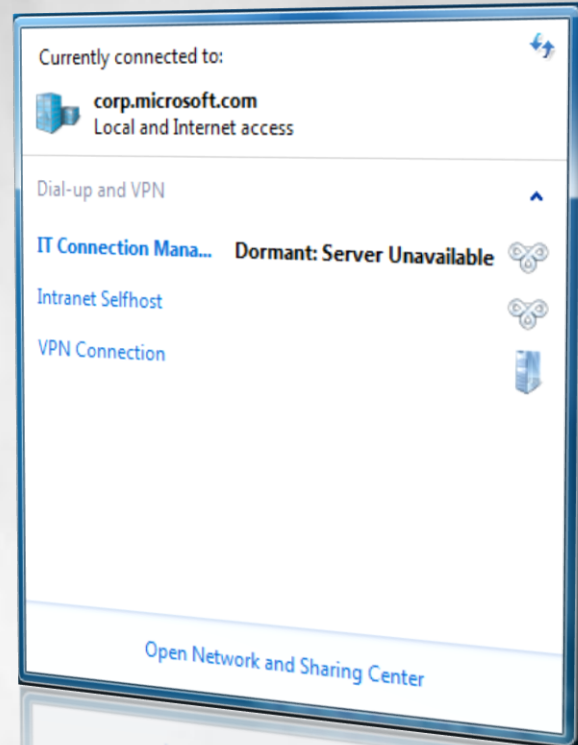 Currently connected to:
corp.microsoft.com
Local and Internet access
Dial-up and VPN
IT Connection Mana... Dormant: Server Unavailable
Intranet Selfhost
VPN Connection
Open Network and Sharing Center